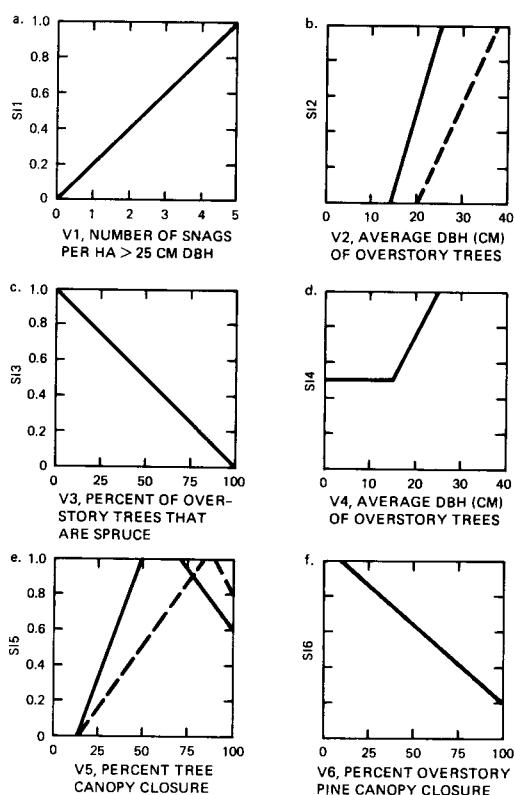 a.
1.0
0.8
0.6
0.4
0.2
0
SI1
0 1 2 3 4 5
V1, NUMBER OF SNAGS
PER HA > 25 CM DBH
b.
SI2
0 10 20 30 40
V2, AVERAGE DBH (CM)
OF OVERSTORY TREES
c.
1.0
0.8
0.6
0.4
0.2
0
SI3
0 25 50 75 100
V3, PERCENT OF OVER-
STORY TREES THAT
ARE SPRUCE
d.
SI4
0 10 20 30 40
V4, AVERAGE DBH (CM)
OF OVERSTORY TREES
e.
1.0
0.8
0.6
0.4
0.2
0
SI5
0 25 50 75 100
V5, PERCENT TREE
CANOPY CLOSURE
f.
SI6
0 25 50 75 100
V6, PERCENT OVERSTORY
PINE CANOPY CLOSURE